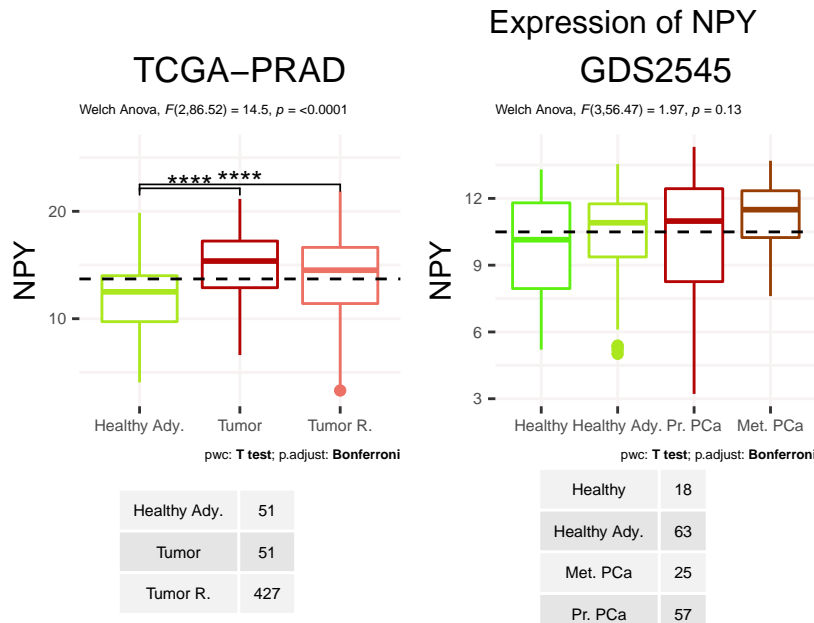 Expression of NPY
TCGA–PRAD
Welch Anova, F(2,86.52) = 14.5, p = <0.0001
**** ****
NPY
20
10
Healthy Ady. Tumor Tumor R.
pwc: T test; p.adjust: Bonferroni
Healthy Ady. 51
Tumor 51
Tumor R. 427
GDS2545
Welch Anova, F(3,56.47) = 1.97, p = 0.13
NPY
12
9
6
3
Healthy Healthy Adj. Pr. PCa Met. PCa
pwc: T test; p.adjust: Bonferroni
Healthy 18
Healthy Adj. 63
Met. PCa 25
Pr. PCa 57